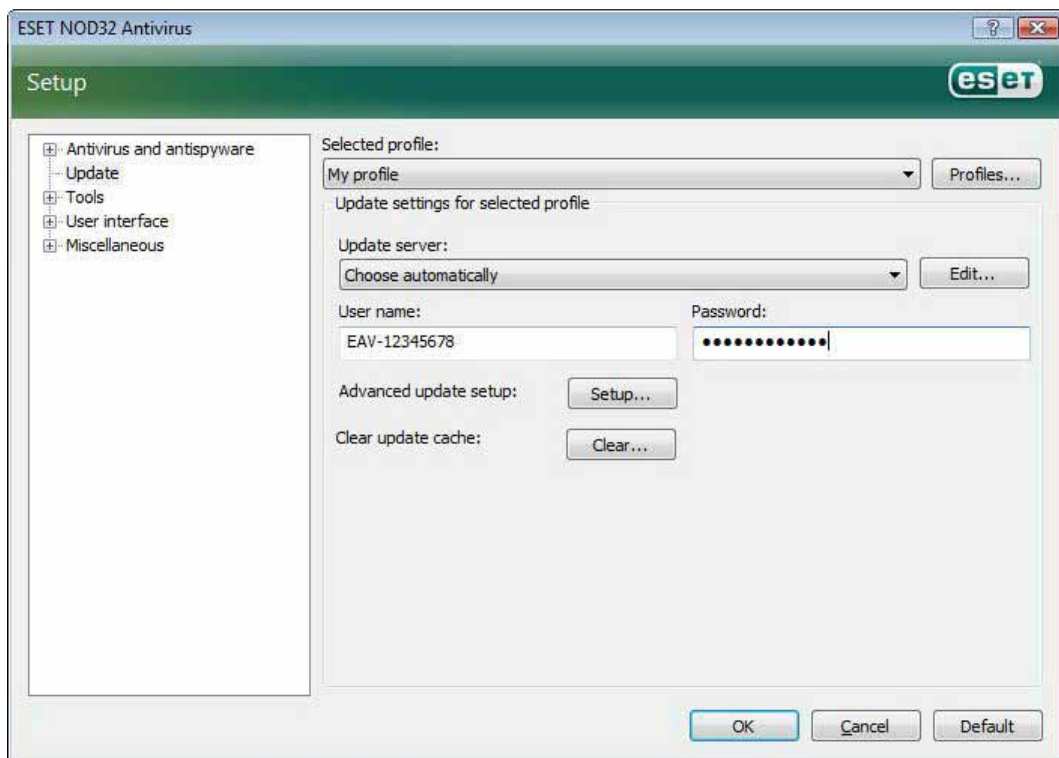 ESET NOD32 Antivirus
Setup
eseT
Antivirus and antispyware
Update
Tools
User interface
Miscellaneous
Selected profile:
My profile
Profiles...
Update settings for selected profile
Update server:
Choose automatically
Edit...
User name:
Password:
EAV-12345678
••••••••••••
Advanced update setup:
Setup...
Clear update cache:
Clear...
OK
Cancel
Default